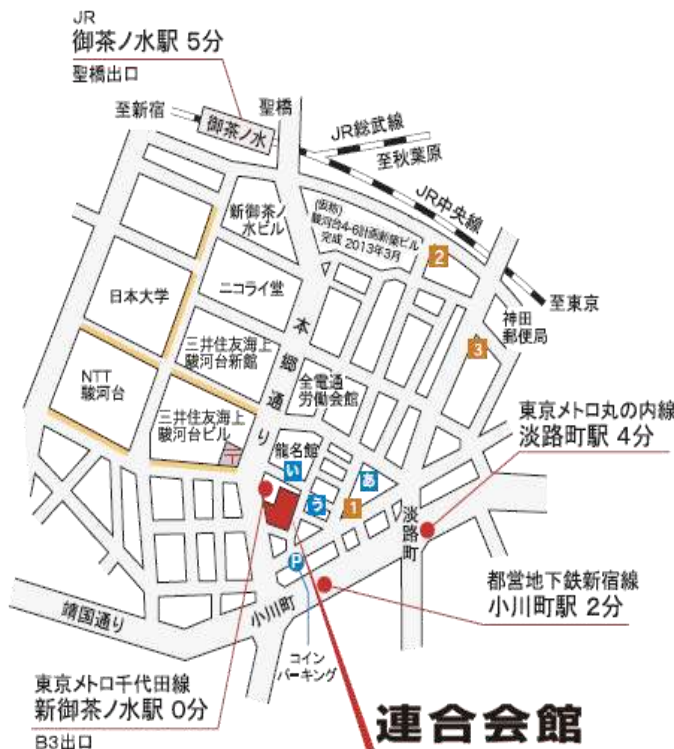 JR
御茶ノ水駅 5分
聖橋出口
至新宿
聖橋
御茶ノ水
JR総武線
至秋葉原
JR中央線
新御茶ノ
水ビル
(仮称)
駿河台4-6計画新築ビル
完成 2013年3月
2
至東京
日本大学
ニコライ堂
神田
郵便局
3
本郷通り
三井住友海上
駿河台新館
NTT
駿河台
全電通
労働会館
東京メトロ丸の内線
淡路町駅 4分
三井住友海上
駿河台ビル
〒
龍名館
い
あ
う
1
淡路町
P
都営地下鉄新宿線
小川町駅 2分
靖国通り
小川町
コイン
パーキング
東京メトロ千代田線
新御茶ノ水駅 0分
B3出口
連合会館